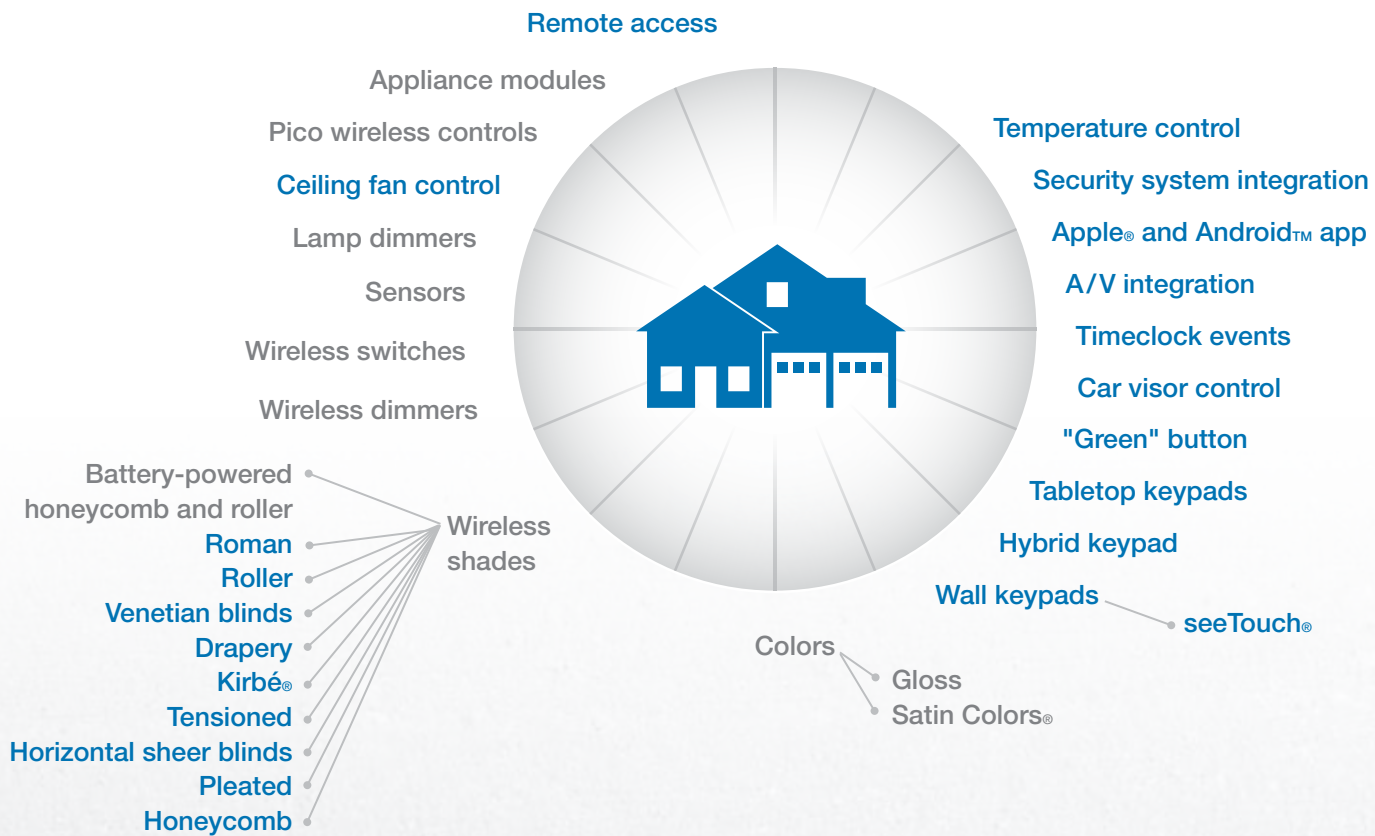 Remote access
Appliance modules
Pico wireless controls
Ceiling fan control
Lamp dimmers
Sensors
Wireless switches
Wireless dimmers
Battery-powered
honeycomb and roller
Roman
Roller
Venetian blinds
Drapery
Kirbé®
Tensioned
Horizontal sheer blinds
Pleated
Honeycomb
Wireless
shades
Temperature control
Security system integration
Apple® and Android™ app
A/V integration
Timeclock events
Car visor control
"Green" button
Tabletop keypads
Hybrid keypad
Wall keypads
seeTouch®
Colors
Gloss
Satin Colors®